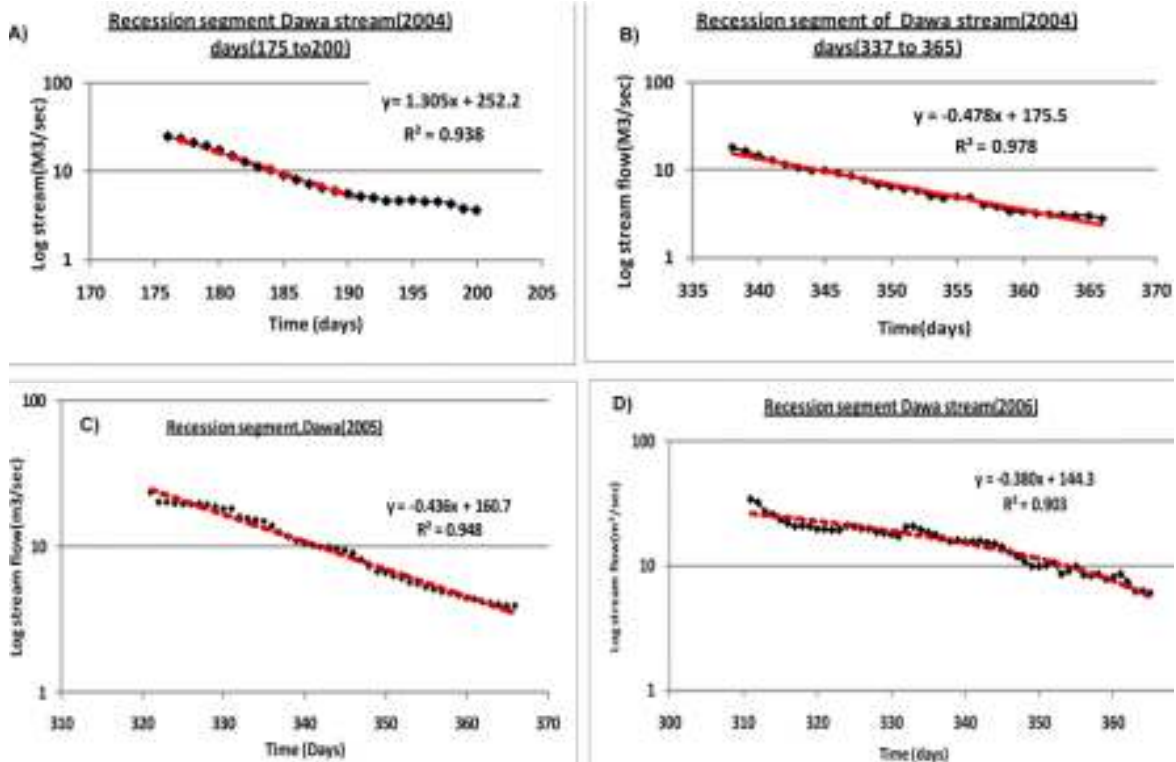 A)
Recession segment Dawa stream(2004)
days(175 to200)
100
10
1
Log stream(M3/sec)
y= 1.305x + 252.2
R² = 0.938
170 175 180 185 190 195 200 205
Time (days)
B)
Recession segment of Dawa stream(2004)
days(337 to 365)
100
10
1
Log stream flow(M3/sec)
y = -0.478x + 175.5
R² = 0.978
335 340 345 350 355 360 365 370
Time(days)
C)
Recession segment,Dawa(2005)
100
10
1
Log stream flow(m3/sec)
y = -0.436x + 160.7
R² = 0.948
310 320 330 340 350 360 370
Time (Days)
D)
Recession segment Dawa stream(2006)
100
10
1
Log stream flow(m³/sec)
y = -0.380x + 144.3
R² = 0.903
300 310 320 330 340 350 360
Time (days)